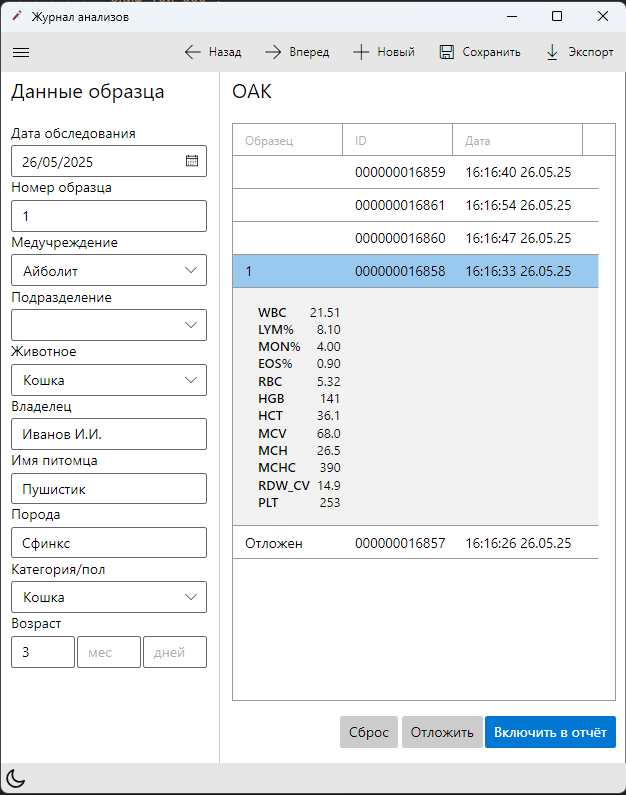 Журнал анализов
Назад Вперед Новый Сохранить Экспорт
Данные образца
Дата обследования
26/05/2025
Номер образца
1
Медучреждение
Айболит
Подразделение
Животное
Кошка
Владелец
Иванов И.И.
Имя питомца
Пушистик
Порода
Сфинкс
Категория/пол
Кошка
Возраст
3 мес дней
ОАК
Образец ID Дата
000000016859 16:16:40 26.05.25
000000016861 16:16:54 26.05.25
000000016860 16:16:47 26.05.25
1 000000016858 16:16:33 26.05.25
WBC 21.51
LYM% 8.10
MON% 4.00
EOS% 0.90
RBC 5.32
HGB 141
HCT 36.1
MCV 68.0
MCH 26.5
MCHC 390
RDW_CV 14.9
PLT 253
Отложен 000000016857 16:16:26 26.05.25
Сброс Отложить Включить в отчёт